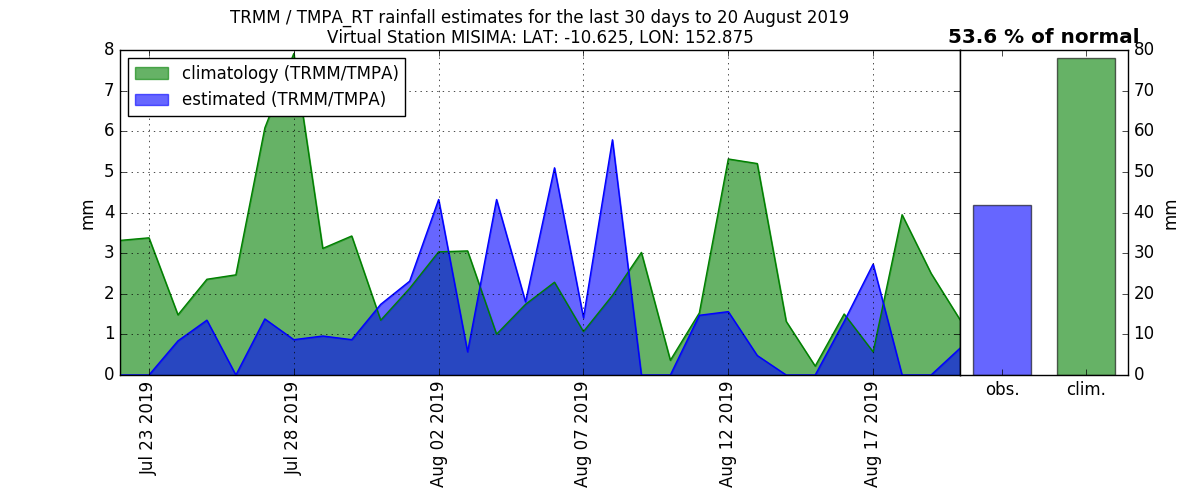 TRMM / TMPA_RT rainfall estimates for the last 30 days to 20 August 2019
Virtual Station MISIMA: LAT: -10.625, LON: 152.875
53.6 % of normal
climatology (TRMM/TMPA)
estimated (TRMM/TMPA)
8
7
6
5
4
3
2
1
0
mm
Jul 23 2019
Jul 28 2019
Aug 02 2019
Aug 07 2019
Aug 12 2019
Aug 17 2019
80
70
60
50
40
30
20
10
0
mm
obs.
clim.